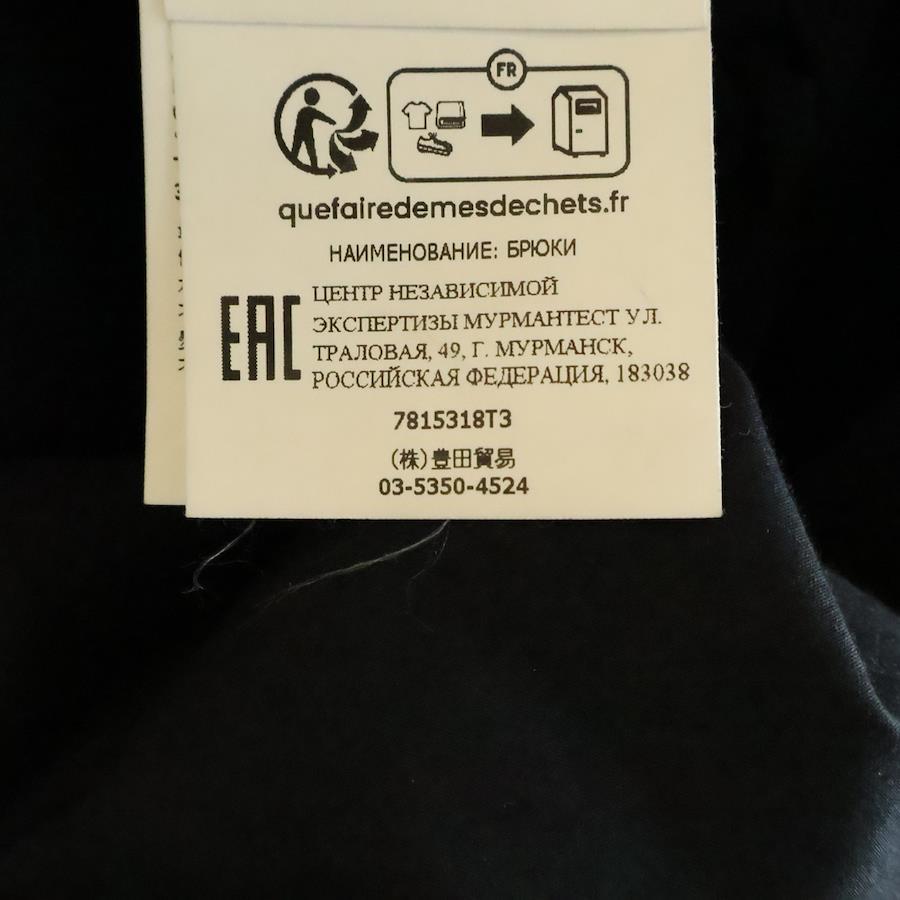 FR
quefairedemesdechets.fr
НАИМЕНОВАНИЕ: БРЮКИ
EAC
ЦЕНТР НЕЗАВИСИМОЙ
ЭКСПЕРТИЗЫ МУРМАНТЕСТ УЛ.
ТРАЛОВАЯ, 49, Г. МУРМАНСК,
РОССИЙСКАЯ ФЕДЕРАЦИЯ, 183038
7815318T3
(株)豊田貿易
03-5350-4524